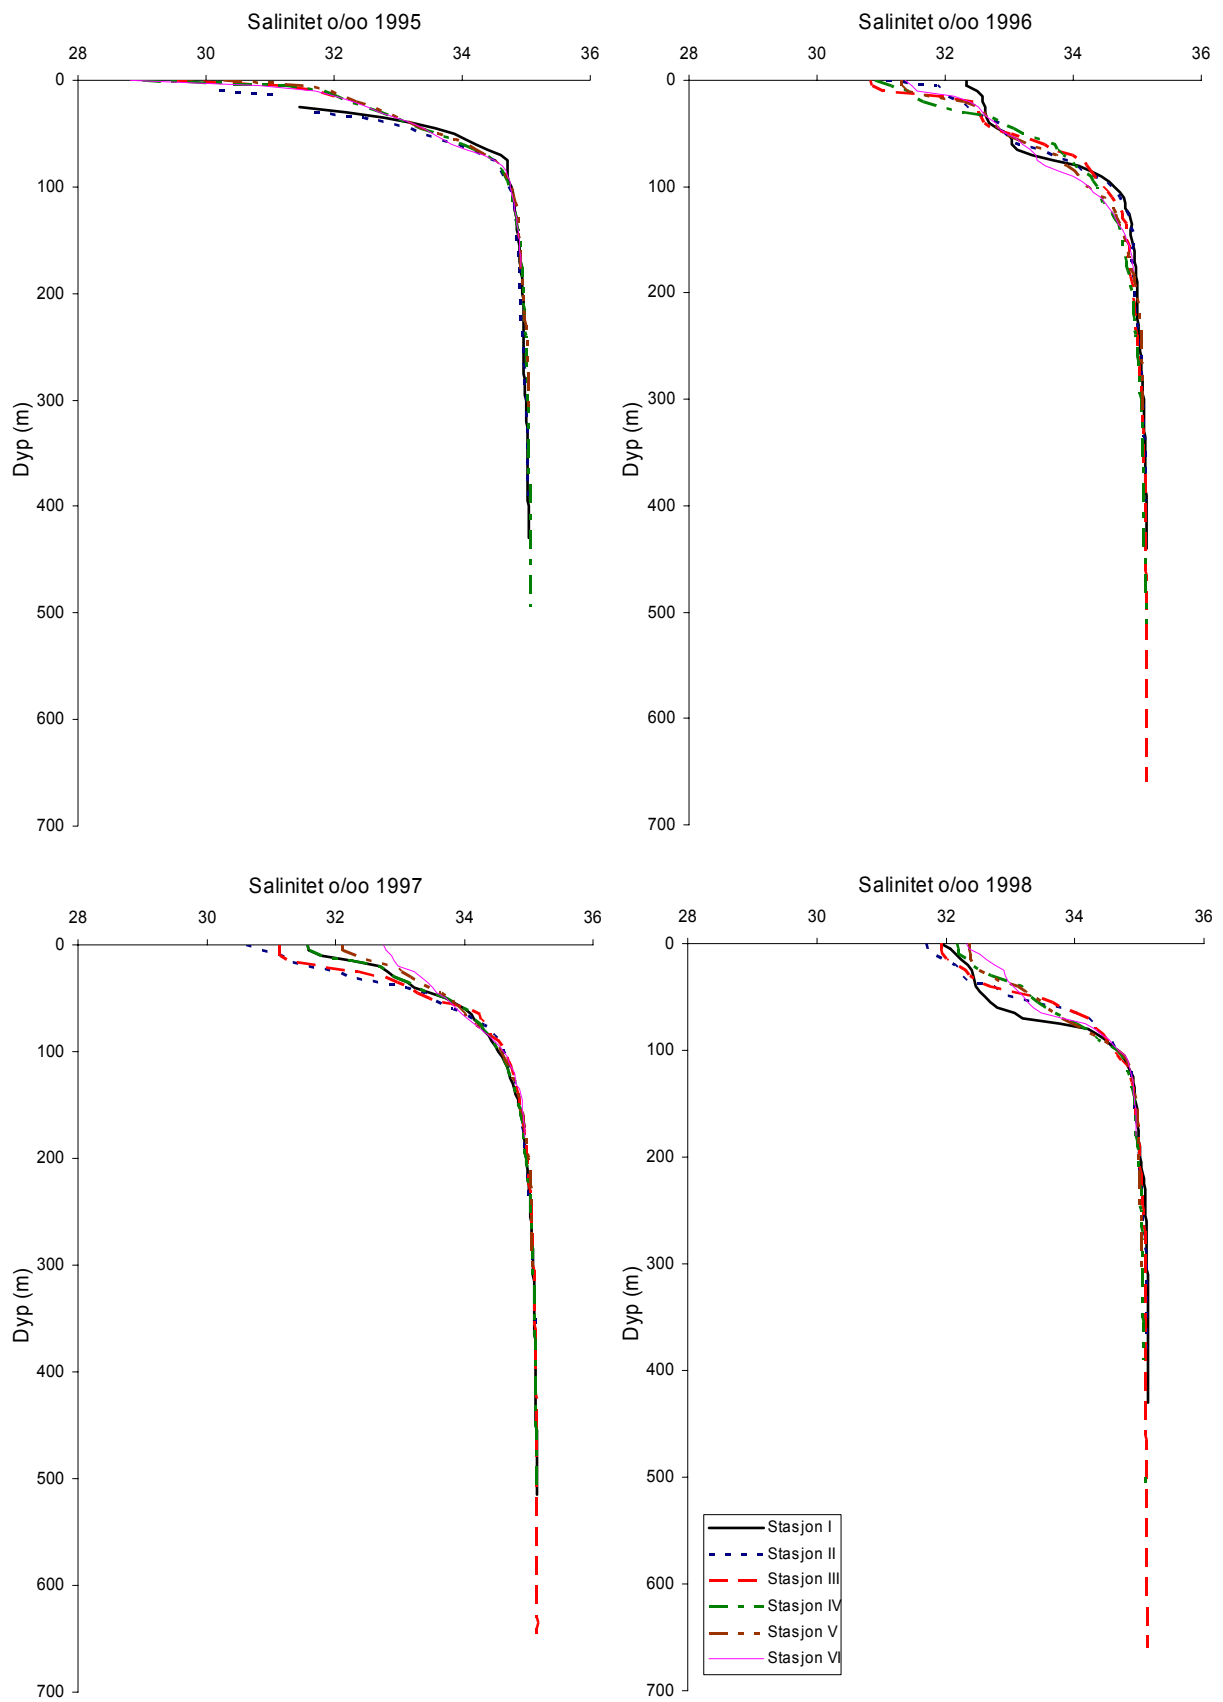 Salinitet o/oo 1995
28 30 32 34 36
0
100
200
300
400
500
600
700
Dyp (m)
Salinitet o/oo 1996
28 30 32 34 36
0
100
200
300
400
500
600
700
Dyp (m)
Salinitet o/oo 1997
28 30 32 34 36
0
100
200
300
400
500
600
700
Dyp (m)
Salinitet o/oo 1998
28 30 32 34 36
0
100
200
300
400
500
600
700
Dyp (m)
Stasjon I
Stasjon II
Stasjon III
Stasjon IV
Stasjon V
Stasjon VI